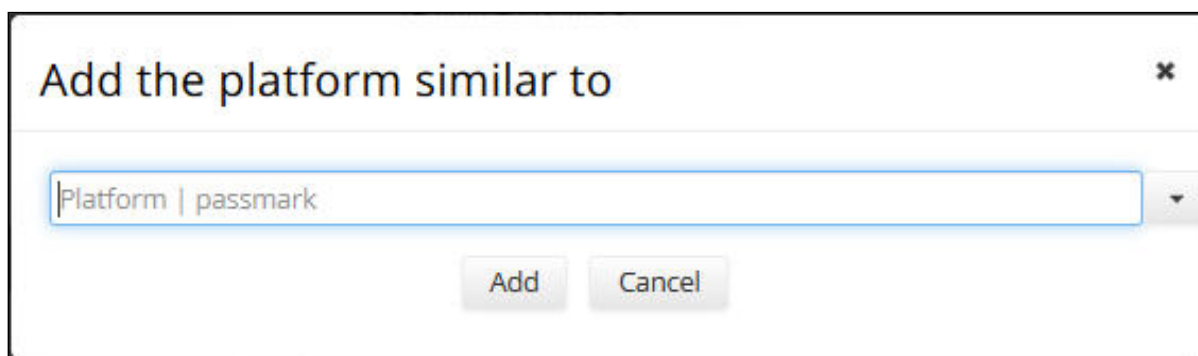 Add the platform similar to
Platform | passmark
Add Cancel